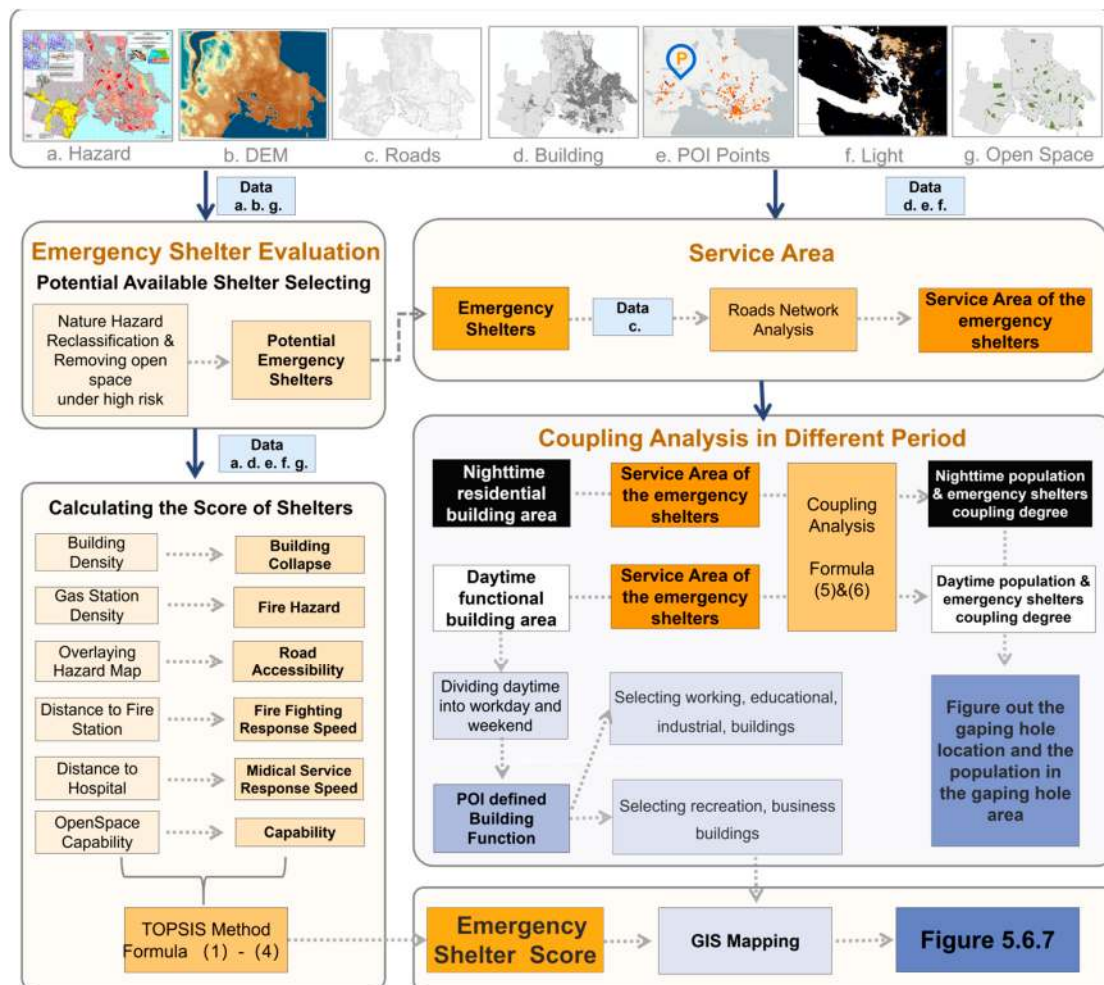 P
a. Hazard
b. DEM
c. Roads
d. Building
e. POI Points
f. Light
g. Open Space
Data
a. b. g.
Data
d. e. f.
Emergency Shelter Evaluation
Potential Available Shelter Selecting
Nature Hazard
Reclassification &
Removing open
space
under high risk
Potential
Emergency
Shelters
Service Area
Emergency
Shelters
Data
c.
Roads Network
Analysis
Service Area of the
emergency
shelters
Data
a. d. e. f. g.
Calculating the Score of Shelters
Building
Density
Building
Collapse
Gas Station
Density
Fire Hazard
Overlaying
Hazard Map
Road
Accessibility
Distance to Fire
Station
Fire Fighting
Response Speed
Distance to
Hospital
Midical Service
Response Speed
OpenSpace
Capability
Capability
TOPSIS Method
Formula (1) - (4)
Coupling Analysis in Different Period
Nighttime
residential
building area
Service Area of
the emergency
shelters
Coupling
Analysis
Formula
(5)&(6)
Nighttime population
& emergency shelters
coupling degree
Daytime
functional
building area
Service Area of
the emergency
shelters
Daytime population &
emergency shelters
coupling degree
Dividing daytime
into workday and
weekend
Selecting working, educational,
industrial, buildings
POI defined
Building
Function
Selecting recreation, business
buildings
Figure out the
gaping hole
location and the
population in
the gaping hole
area
Emergency
Shelter Score
GIS Mapping
Figure 5.6.7